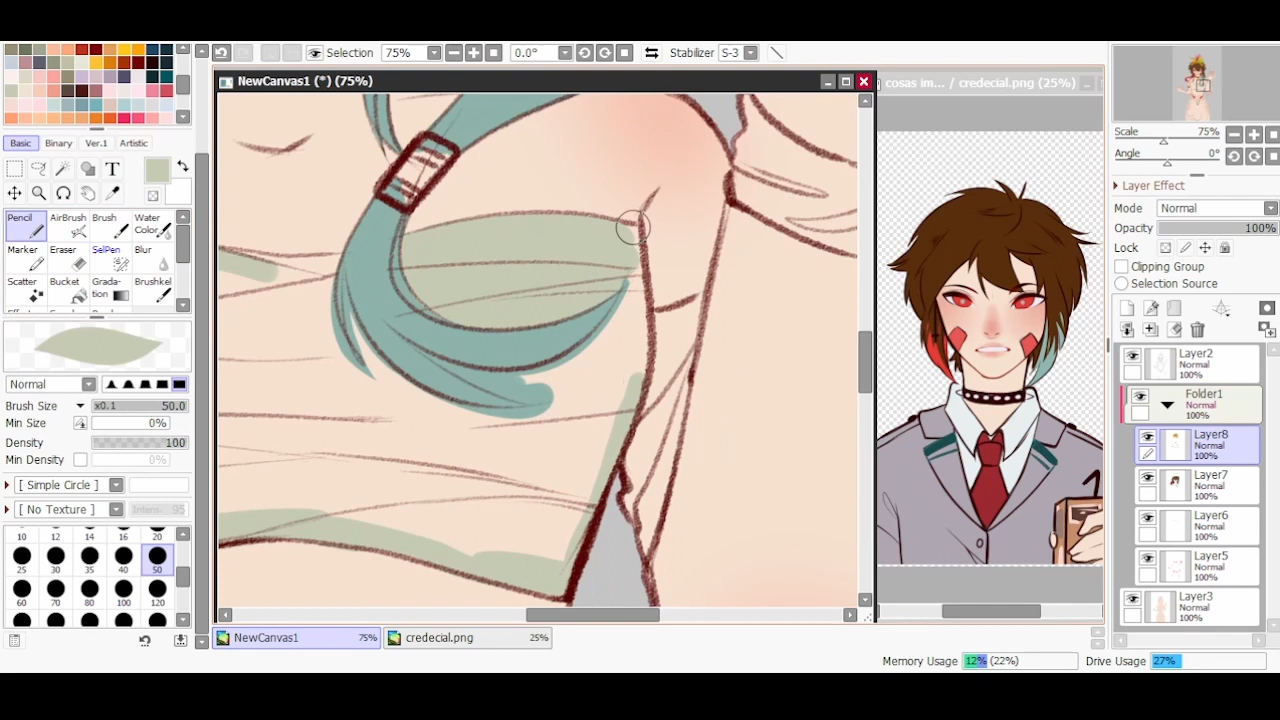 Selection 75% 0.0° Stabilizer S-3
NewCanvas1 (*) (75%)
cosas im... / credecial.png (25%)
Basic Binary Ver.1 Artistic
T
Pencil AirBrush Brush Water Color
Marker Eraser SelPen Blur
Scatter Bucket Grada-tion Brushkel
Normal
Brush Size x0.1 50.0
Min Size 0%
Density 100
Min Density 0%
[ Simple Circle ]
[ No Texture ] Intens. 95
10 12 14 16 20
25 30 35 40 50
60 70 80 100 120
NewCanvas1 75% credecial.png 25%
Scale 75%
Angle 0°
Layer Effect
Mode Normal
Opacity 100%
Lock
Clipping Group
Selection Source
Layer2
100%
Folder1
Normal
100%
Layer8
Normal
100%
Layer7
Normal
100%
Layer6
Normal
100%
Layer5
Normal
100%
Layer3
Normal
100%
Memory Usage 12% (22%) Drive Usage 27%